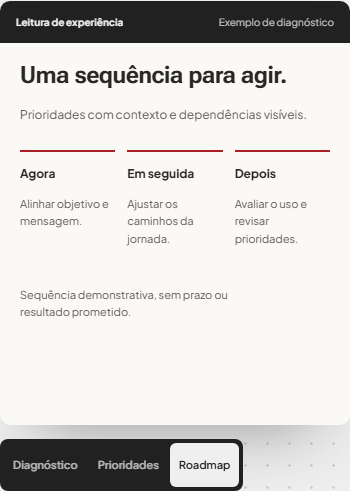 Leitura de experiência
Exemplo de diagnóstico
Uma sequência para agir.
Prioridades com contexto e dependências visíveis.
Agora
Alinhar objetivo e
mensagem.
Em seguida
Ajustar os
caminhos da
jornada.
Depois
Avaliar o uso e
revisar
prioridades.
Sequência demonstrativa, sem prazo ou
resultado prometido.
Diagnóstico
Prioridades
Roadmap